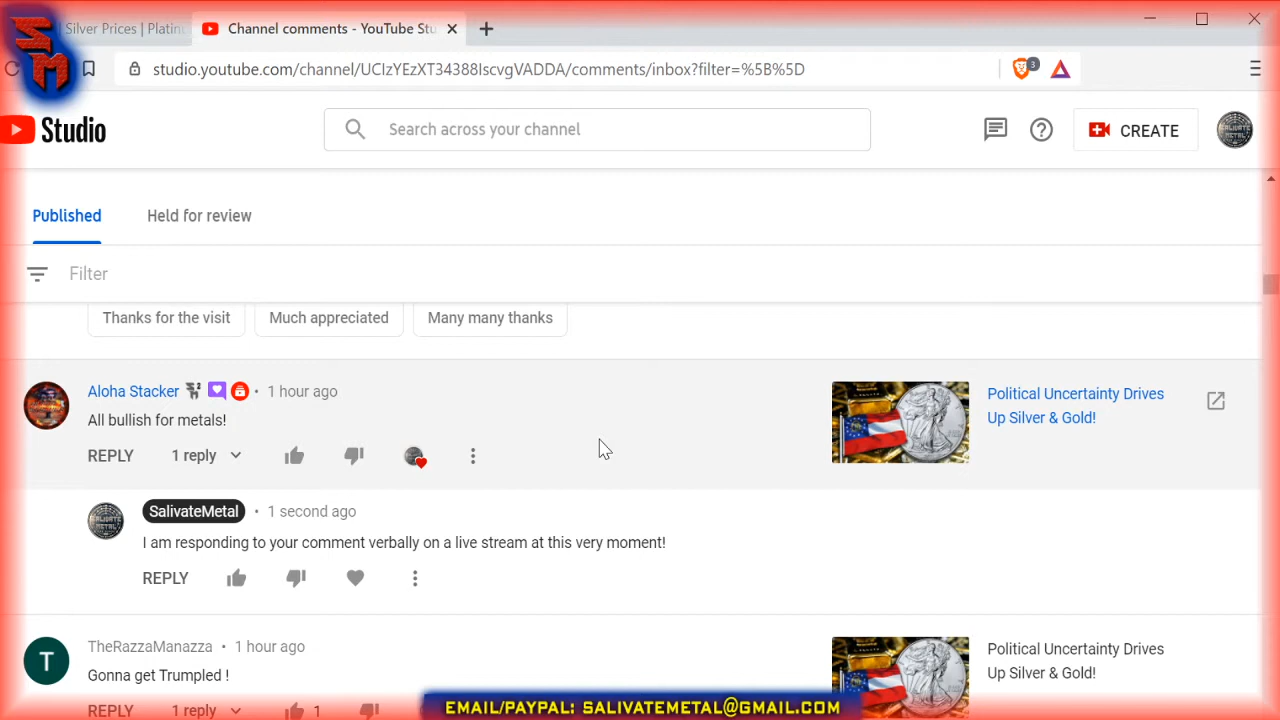 SM
Silver Prices | Platinu
Channel comments - YouTube Stu
studio.youtube.com/channel/UCIzYEzXT34388IscvgVADDA/comments/inbox?filter=%5B%5D
3
Studio
Search across your channel
CREATE
Published
Held for review
Filter
Thanks for the visit
Much appreciated
Many many thanks
Aloha Stacker • 1 hour ago
All bullish for metals!
REPLY 1 reply
Political Uncertainty Drives
Up Silver & Gold!
SalivateMetal • 1 second ago
I am responding to your comment verbally on a live stream at this very moment!
REPLY
T
TheRazzaManazza • 1 hour ago
Gonna get Trumpled !
REPLY 1 reply 1
Political Uncertainty Drives
Up Silver & Gold!
EMAIL/PAYPAL: SALIVATEMETAL@GMAIL.COM